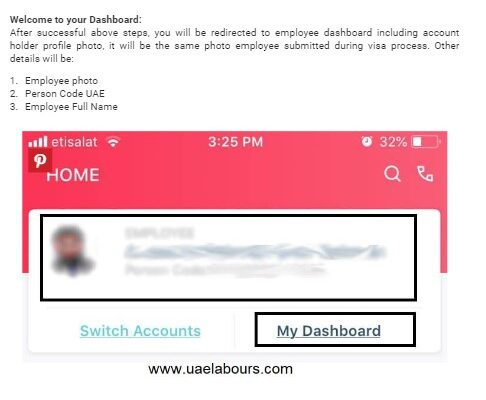 Welcome to your Dashboard:
After successful above steps, you will be redirected to employee dashboard including account
holder profile photo, it will be the same photo employee submitted during visa process. Other
details will be:
1. Employee photo
2. Person Code UAE
3. Employee Full Name
etisalat 3:25 PM 32%
HOME
EMPLOYEE
Person Code
Switch Accounts My Dashboard
www.uaelabours.com